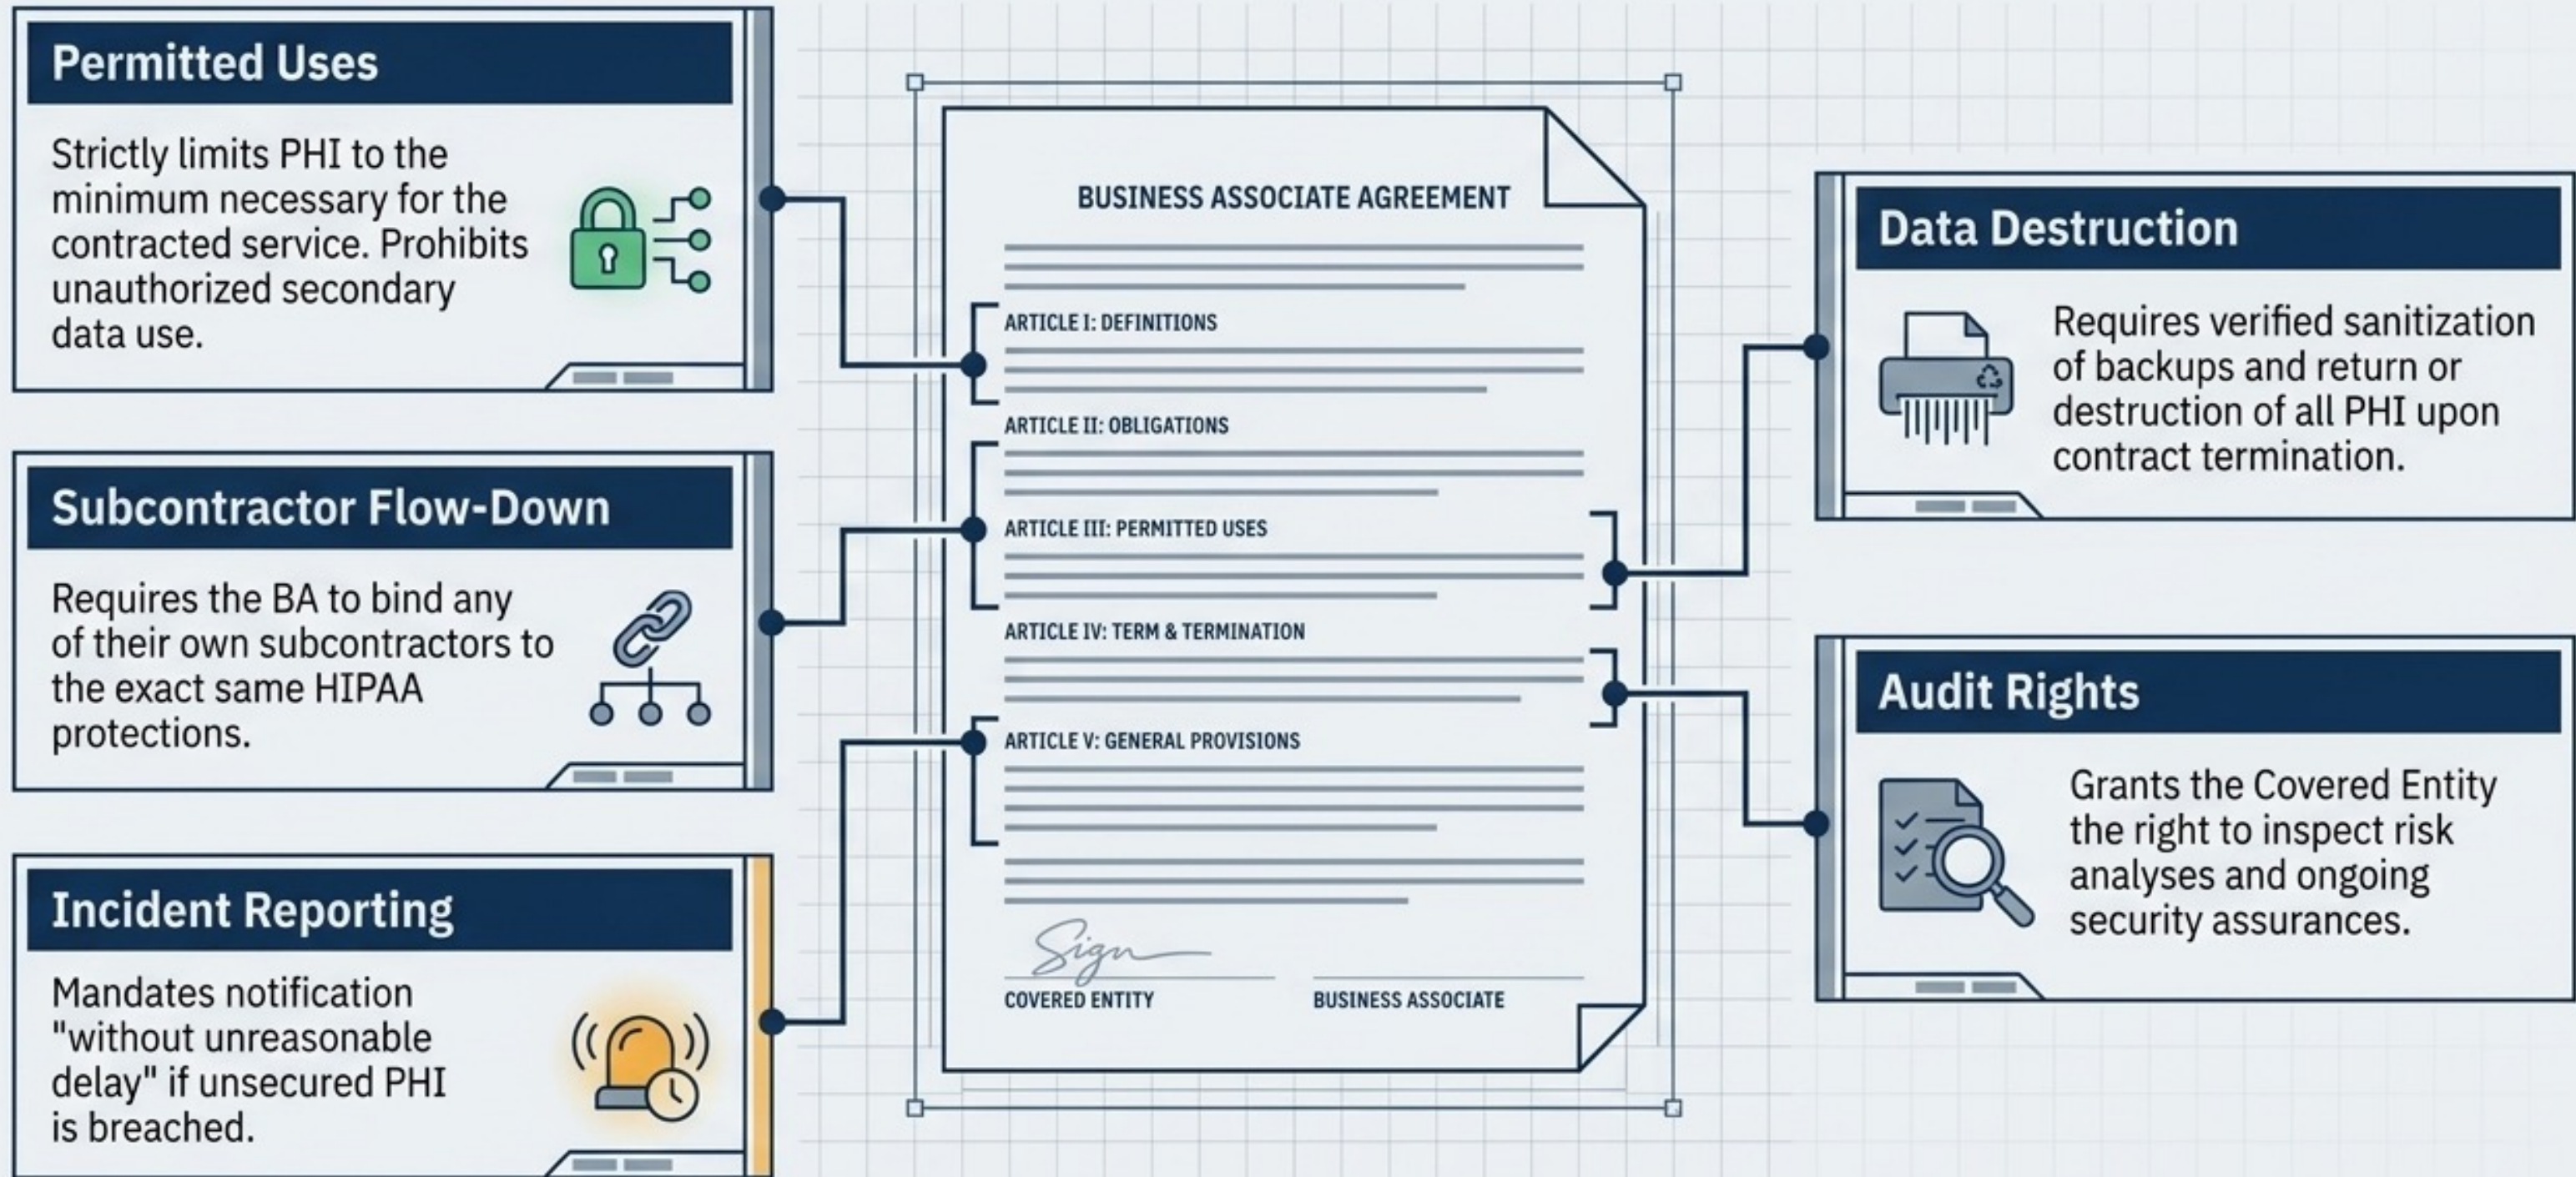 Permitted Uses
Strictly limits PHI to the
minimum necessary for the
contracted service. Prohibits
unauthorized secondary
data use.
Subcontractor Flow-Down
Requires the BA to bind any
of their own subcontractors to
the exact same HIPAA
protections.
Incident Reporting
Mandates notification
"without unreasonable
delay" if unsecured PHI
is breached.
BUSINESS ASSOCIATE AGREEMENT
ARTICLE I: DEFINITIONS
ARTICLE II: OBLIGATIONS
ARTICLE III: PERMITTED USES
ARTICLE IV: TERM & TERMINATION
ARTICLE V: GENERAL PROVISIONS
Sign
COVERED ENTITY
BUSINESS ASSOCIATE
Data Destruction
Requires verified sanitization
of backups and return or
destruction of all PHI upon
contract termination.
Audit Rights
Grants the Covered Entity
the right to inspect risk
analyses and ongoing
security assurances.